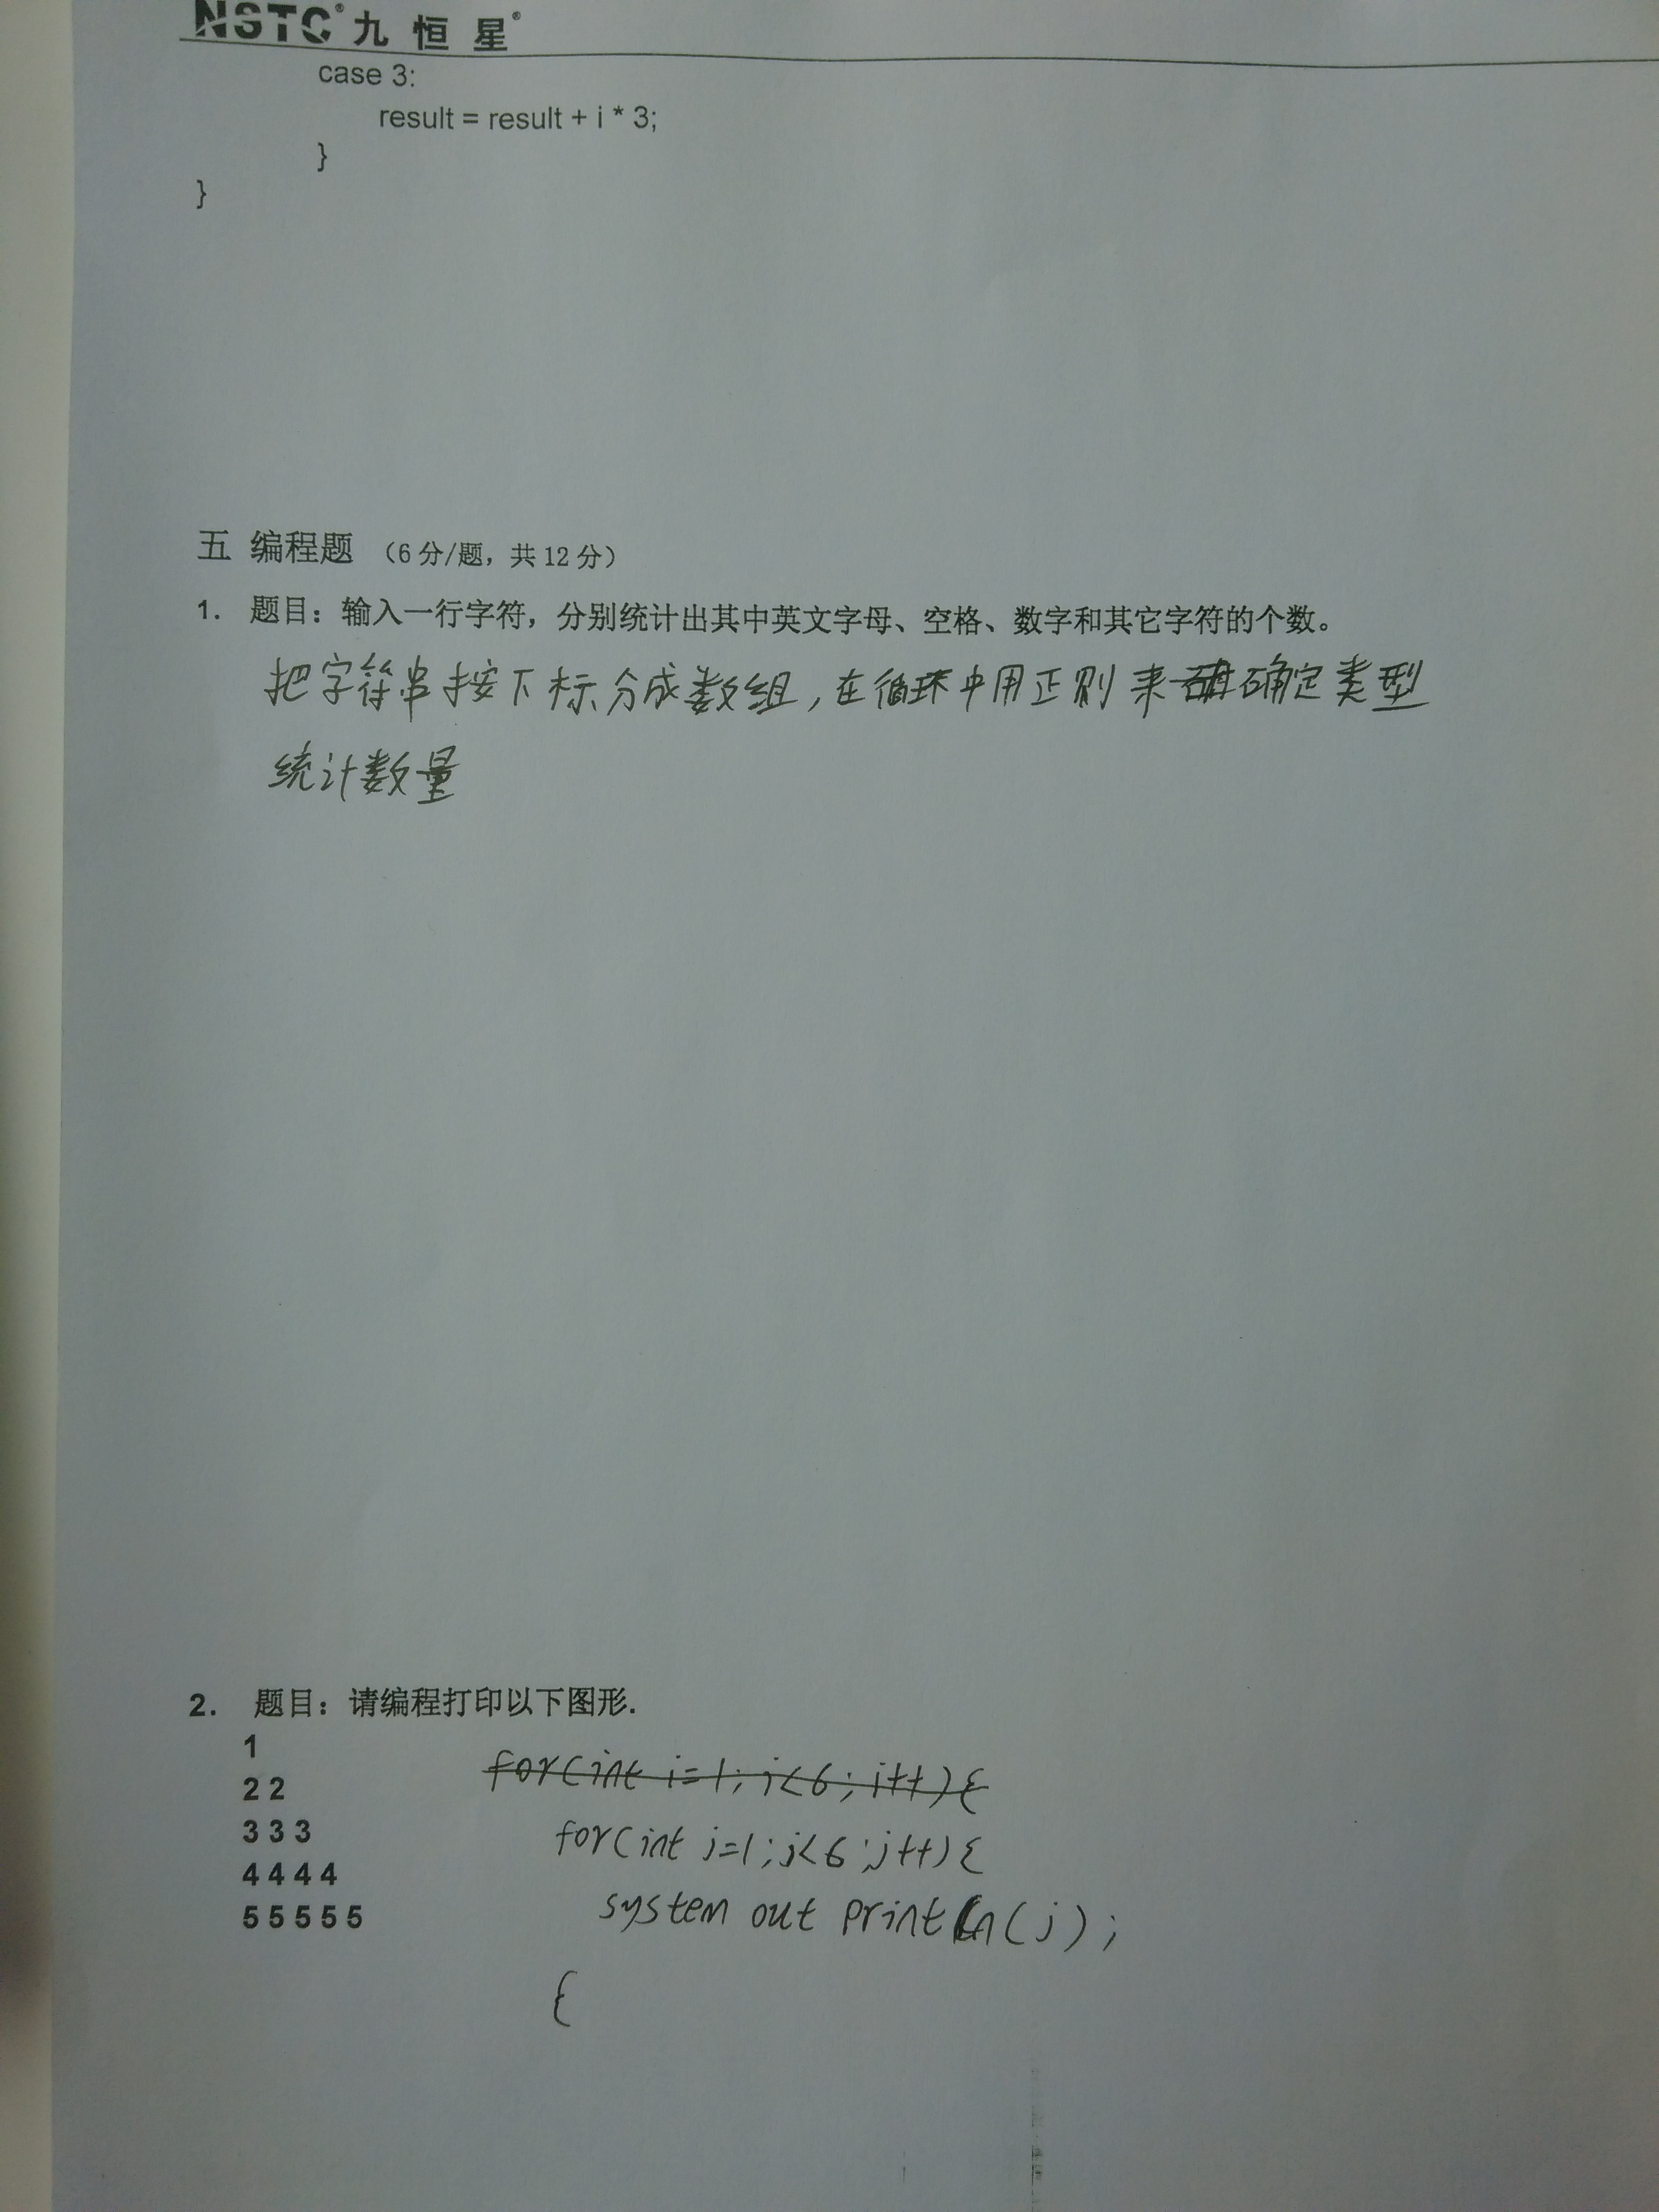 NSTC® 九恒星®
case 3:
result = result + i * 3;
}
}
五 编程题 （6分/题，共12分）
1. 题目：输入一行字符，分别统计出其中英文字母、空格、数字和其它字符的个数。
把字符串按下标分成数组，在循环中用正则来确定类型
统计数量
2. 题目：请编程打印以下图形.
1
2 2
3 3 3
4 4 4 4
5 5 5 5 5
for(int i=1; i<6; i++){
for(int j=1; j<6; j++){
system out println(j);
{